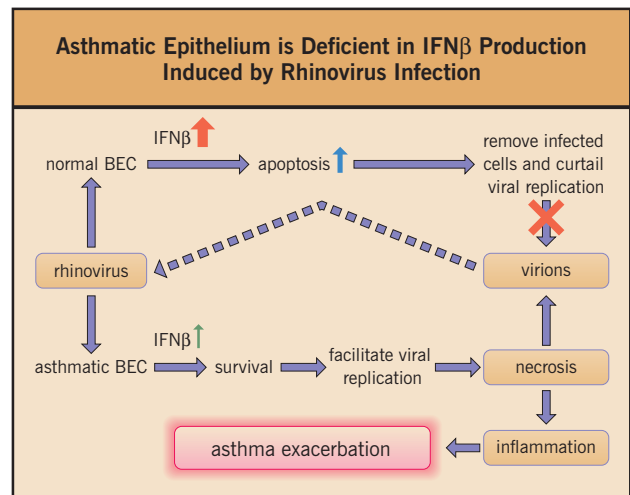 Asthmatic Epithelium is Deficient in IFNβ Production
Induced by Rhinovirus Infection
IFNβ
normal BEC
apoptosis
remove infected
cells and curtail
viral replication
rhinovirus
virions
IFNβ
asthmatic BEC
survival
facilitate viral
replication
necrosis
asthma exacerbation
inflammation